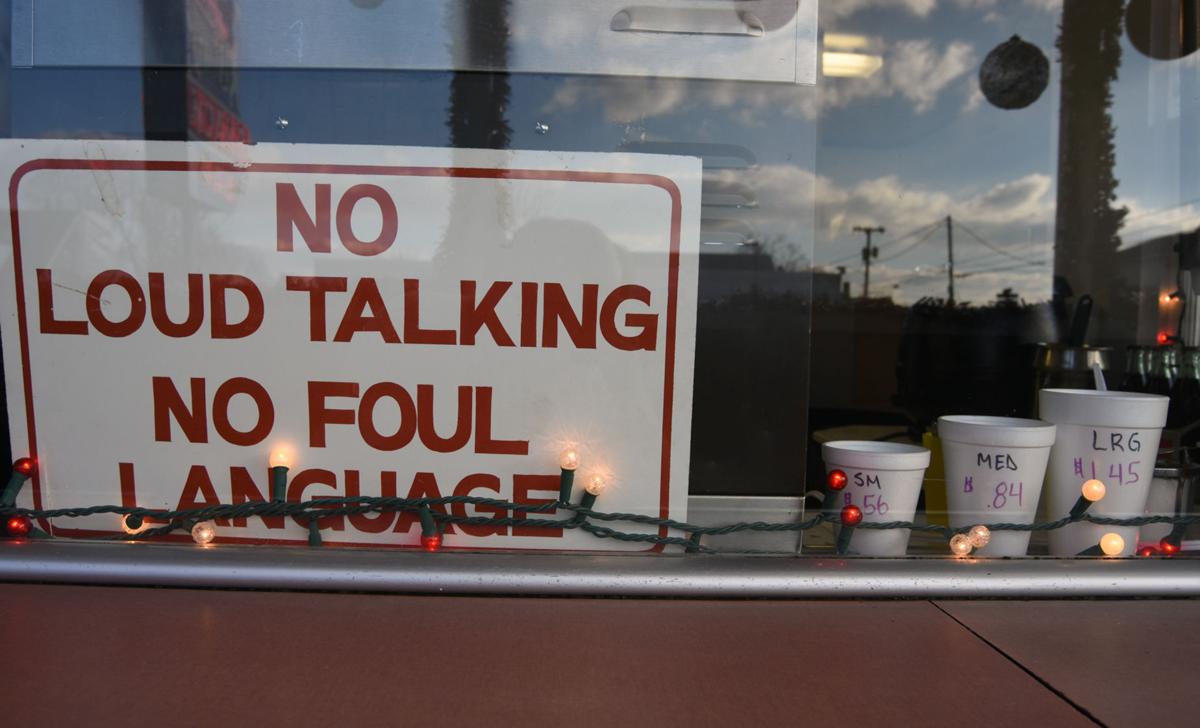 NO
LOUD TALKING
NO FOUL
LANGUAGE
SM
$.56
MED
$.84
LRG
$1.45